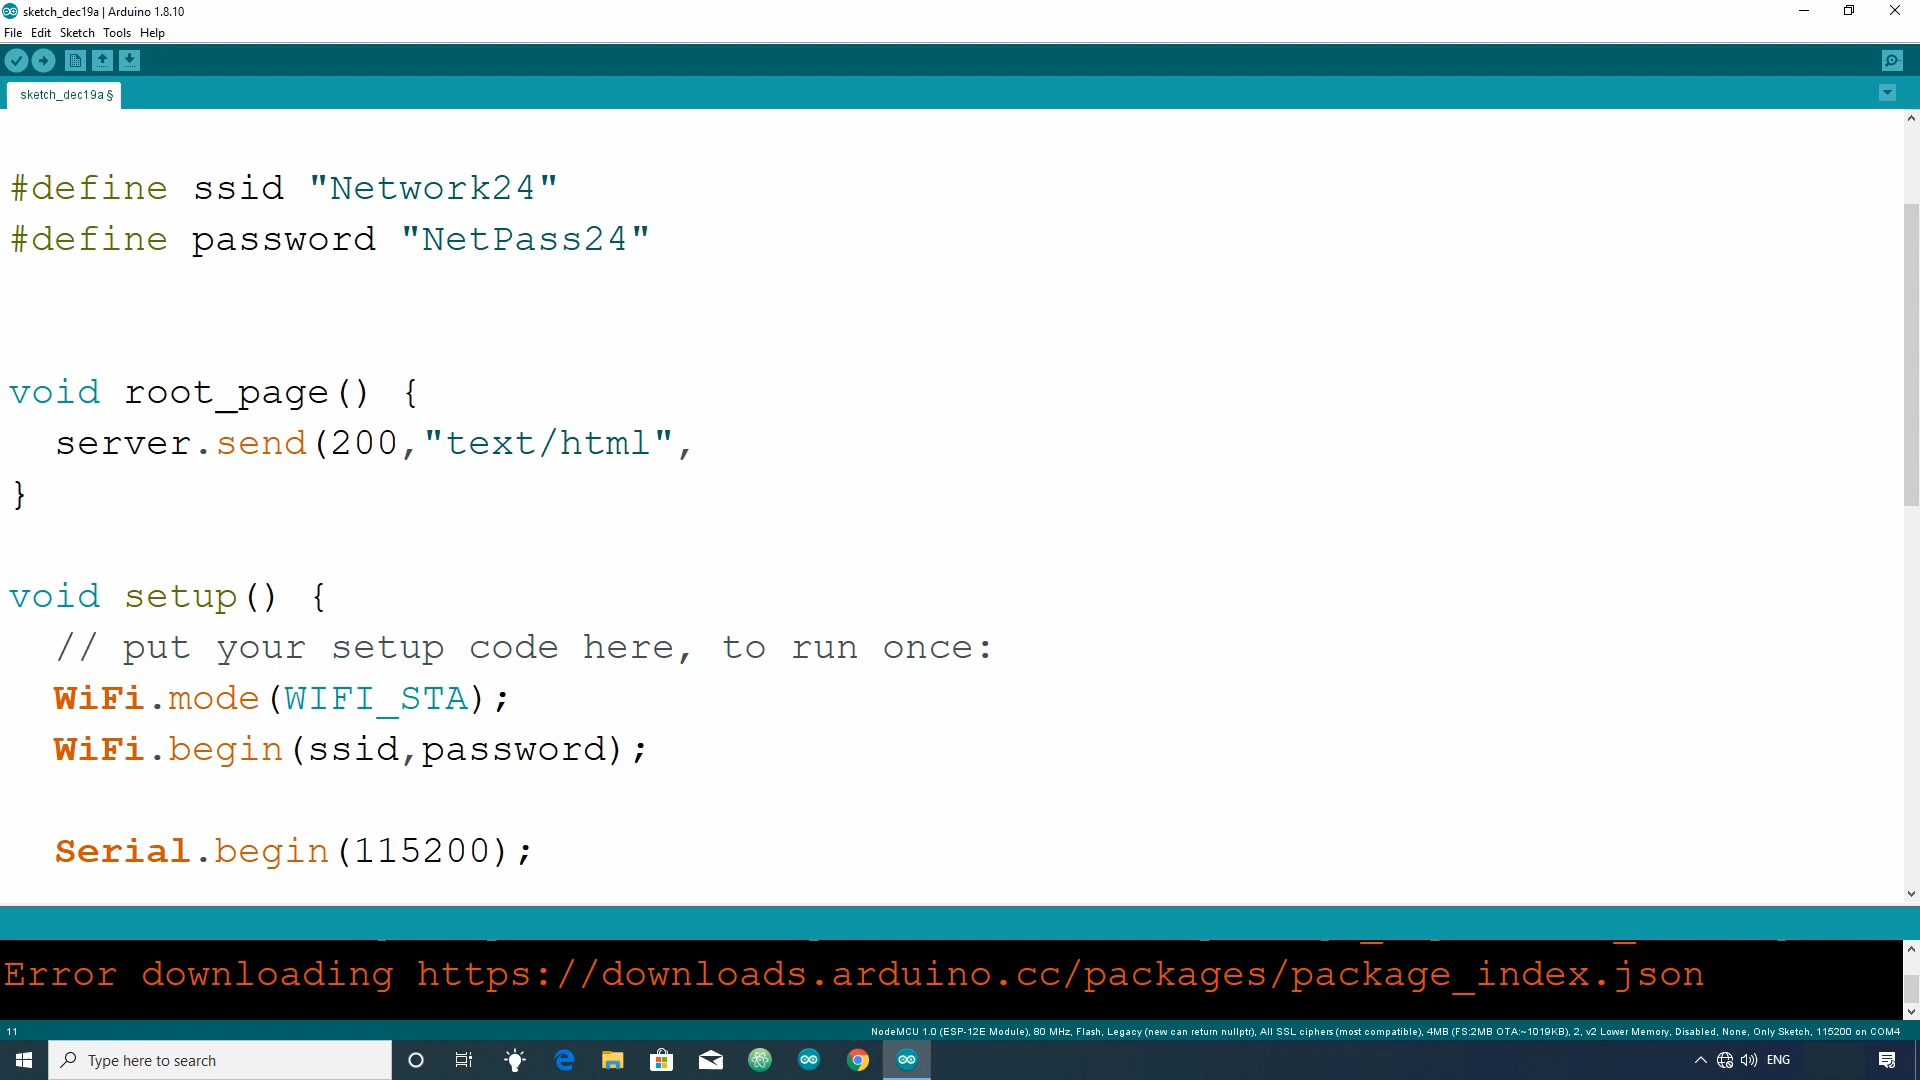 sketch_dec19a | Arduino 1.8.10
File Edit Sketch Tools Help
sketch_dec19a §
#define ssid "Network24"
#define password "NetPass24"
void root_page() {
  server.send(200,"text/html",
}
void setup() {
  // put your setup code here, to run once:
  WiFi.mode(WIFI_STA);
  WiFi.begin(ssid,password);
  Serial.begin(115200);
Error downloading https://downloads.arduino.cc/packages/package_index.json
11 NodeMCU 1.0 (ESP-12E Module), 80 MHz, Flash, Legacy (new can return nullptr), All SSL ciphers (most compatible), 4MB (FS:2MB OTA:~1019KB), 2, v2 Lower Memory, Disabled, None, Only Sketch, 115200 on COM4
Type here to search ENG